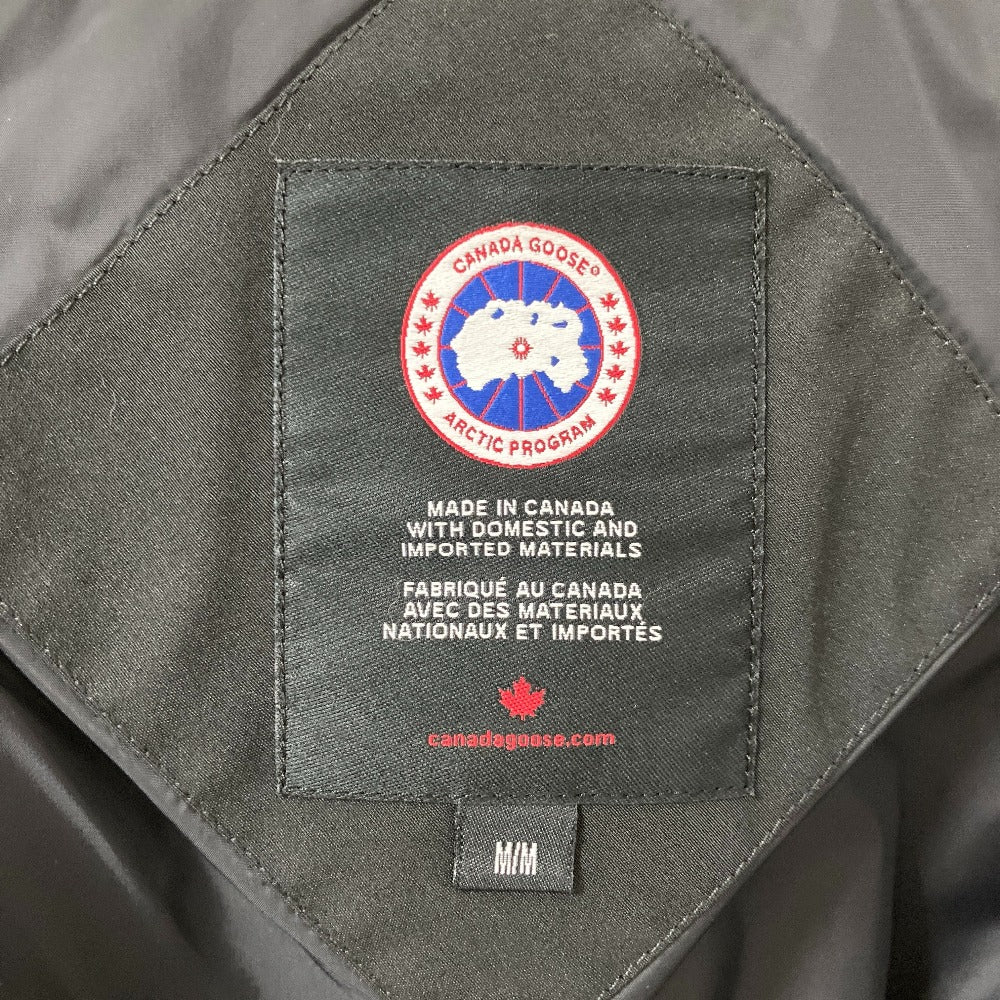 CANADA GOOSE®
ARCTIC PROGRAM
MADE IN CANADA
WITH DOMESTIC AND
IMPORTED MATERIALS
FABRIQUÉ AU CANADA
AVEC DES MATERIAUX
NATIONAUX ET IMPORTÉS
canadagoose.com
M/M